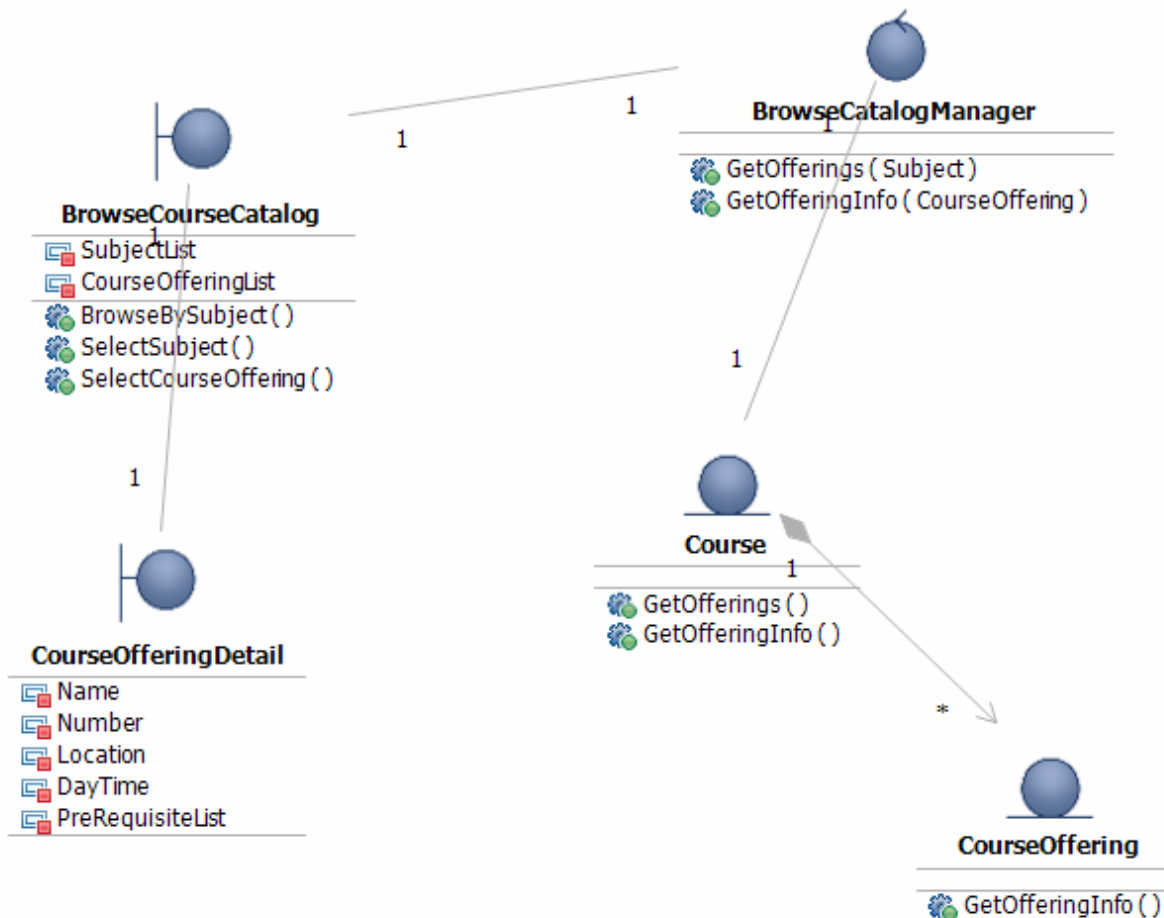 1
1
BrowseCatalogManager
1
GetOfferings ( Subject )
GetOfferingInfo ( CourseOffering )
BrowseCourseCatalog
1
SubjectList
CourseOfferingList
BrowseBySubject ( )
SelectSubject ( )
SelectCourseOffering ( )
1
1
Course
1
GetOfferings ( )
GetOfferingInfo ( )
CourseOfferingDetail
Name
Number
Location
DayTime
PreRequisiteList
*
CourseOffering
GetOfferingInfo ( )